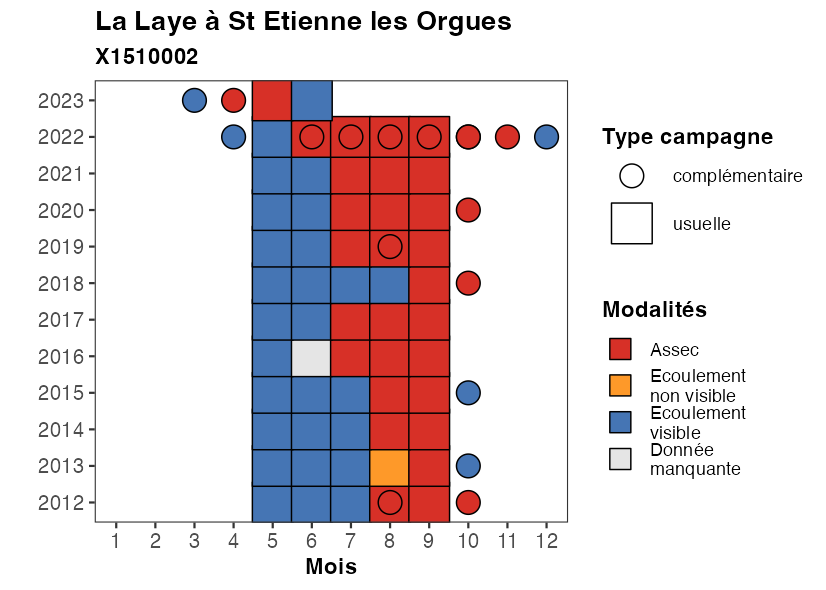 La Laye à St Etienne les Orgues
X1510002
2023
2022
2021
2020
2019
2018
2017
2016
2015
2014
2013
2012
1 2 3 4 5 6 7 8 9 10 11 12
Mois
Type campagne
complémentaire
usuelle
Modalités
Assec
Ecoulement
non visible
Ecoulement
visible
Donnée
manquante